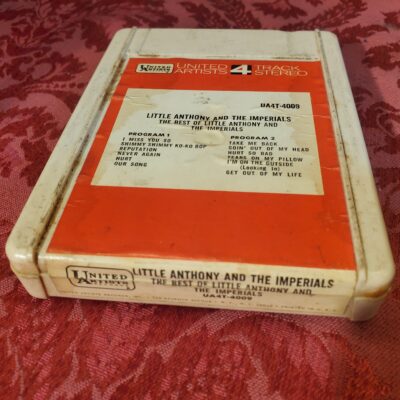 UNITED ARTISTS
UNITED ARTISTS 4 TRACK STEREO
UA4T-4009
LITTLE ANTHONY AND THE IMPERIALS
THE BEST OF LITTLE ANTHONY AND
THE IMPERIALS
PROGRAM 1
I MISS YOU SO
SHIMMY SHIMMY KO-KO BOP
REPUTATION
NEVER AGAIN
HURT
OUR SONG
PROGRAM 2
TAKE ME BACK
GOIN' OUT OF MY HEAD
HURT SO BAD
TEARS ON MY PILLOW
I'M ON THE OUTSIDE
(Looking In)
GET OUT OF MY LIFE
UNITED ARTISTS
LITTLE ANTHONY AND THE IMPERIALS
THE BEST OF LITTLE ANTHONY AND
THE IMPERIALS
UA4T-4009